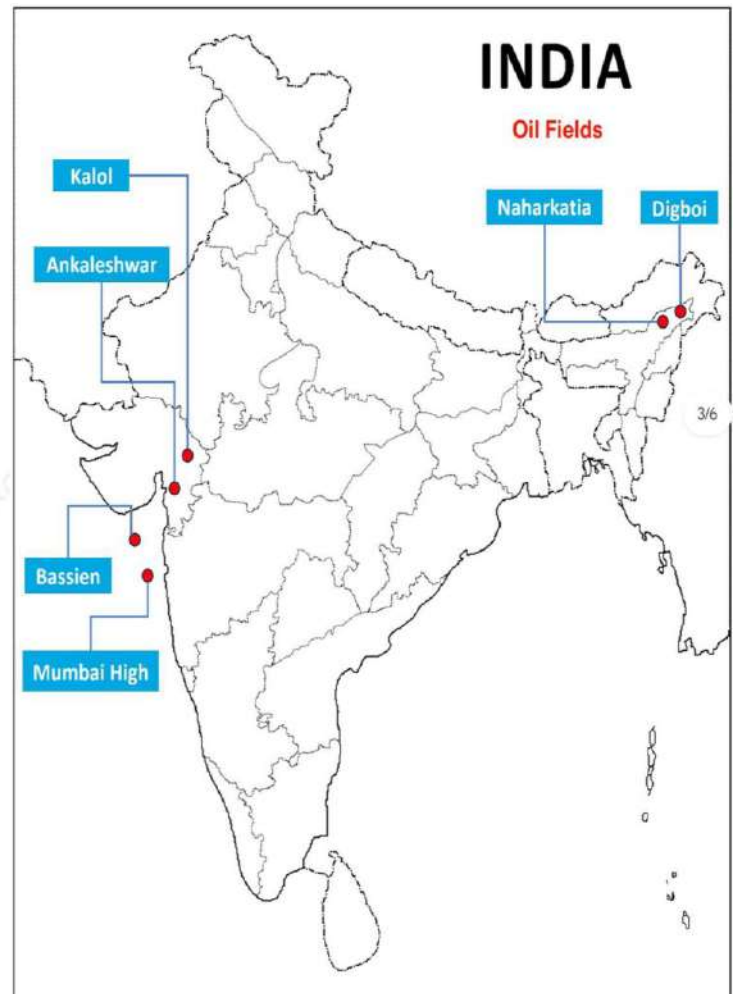 INDIA
Oil Fields
Kalol
Naharkatia
Digboi
Ankaleshwar
3/6
Bassien
Mumbai High